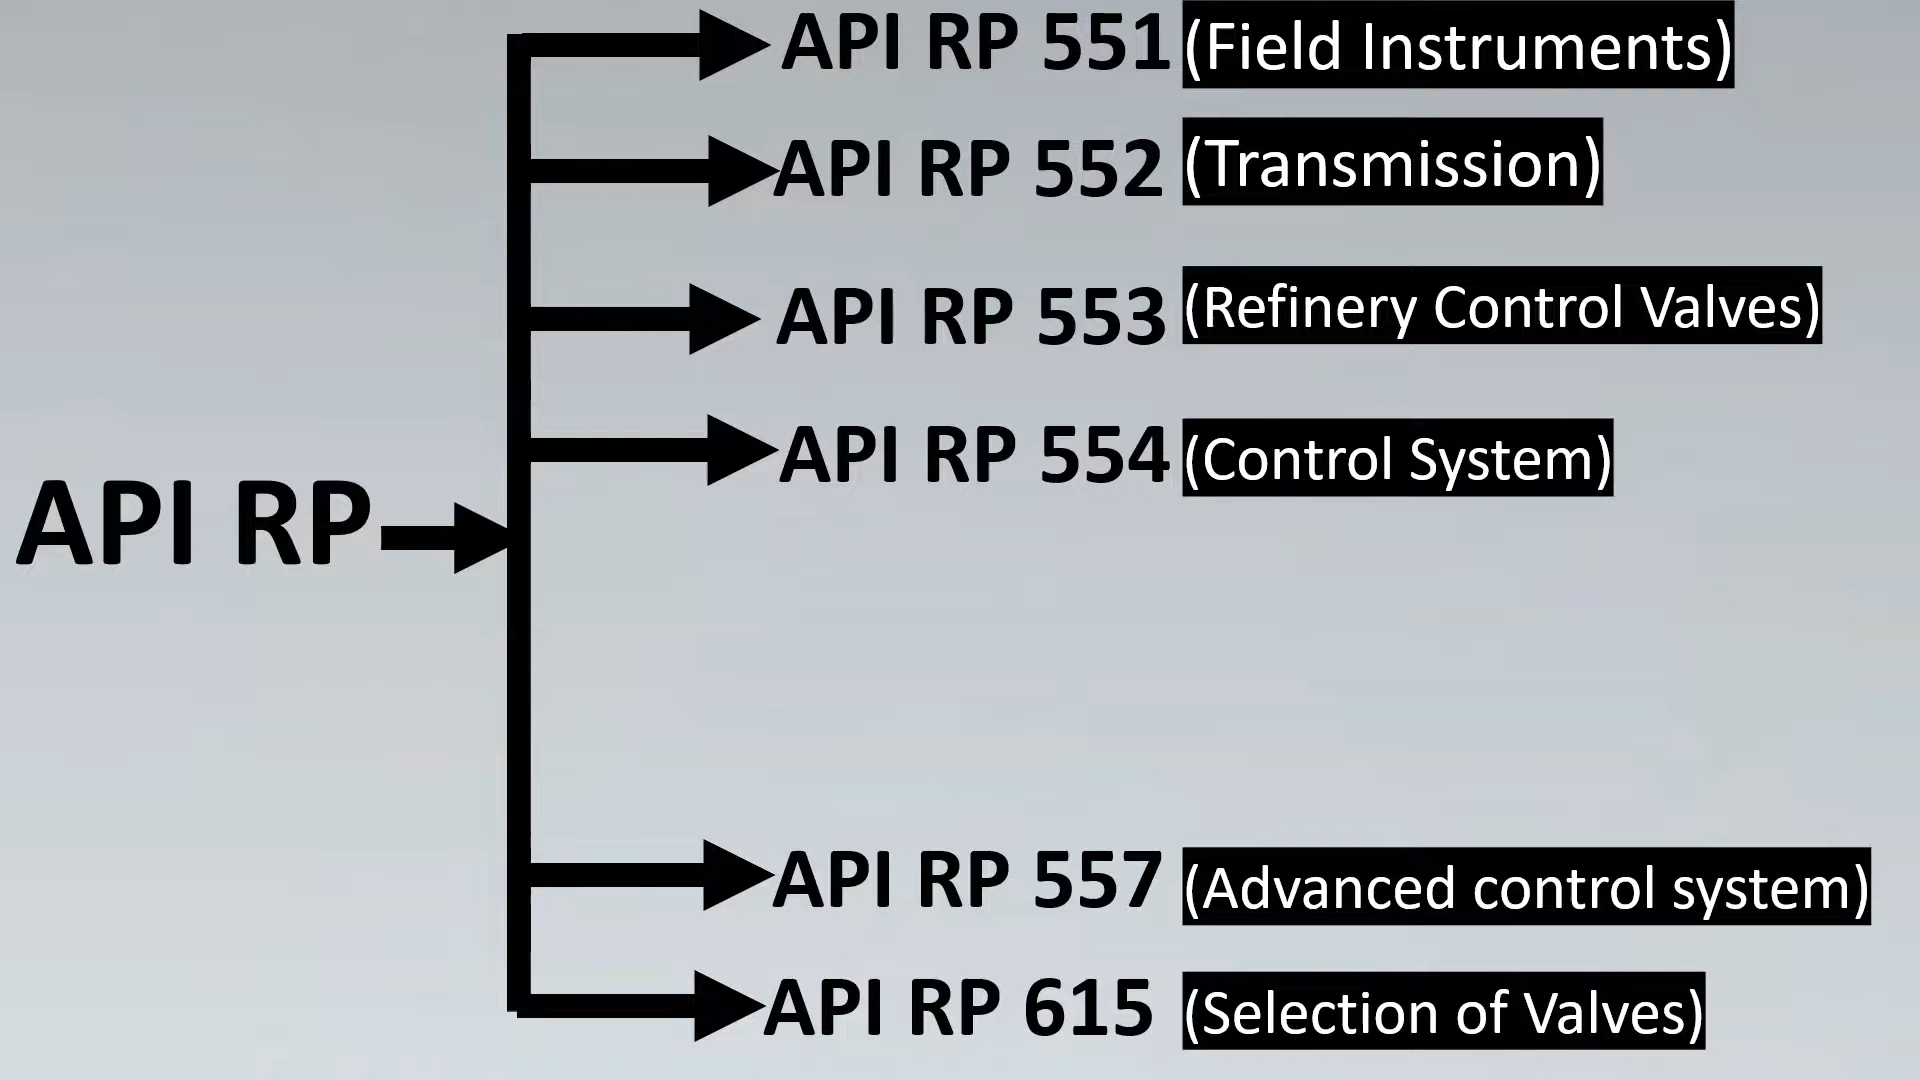 API RP 551 (Field Instruments)
API RP 552 (Transmission)
API RP 553 (Refinery Control Valves)
API RP 554 (Control System)
API RP
API RP 557 (Advanced control system)
API RP 615 (Selection of Valves)